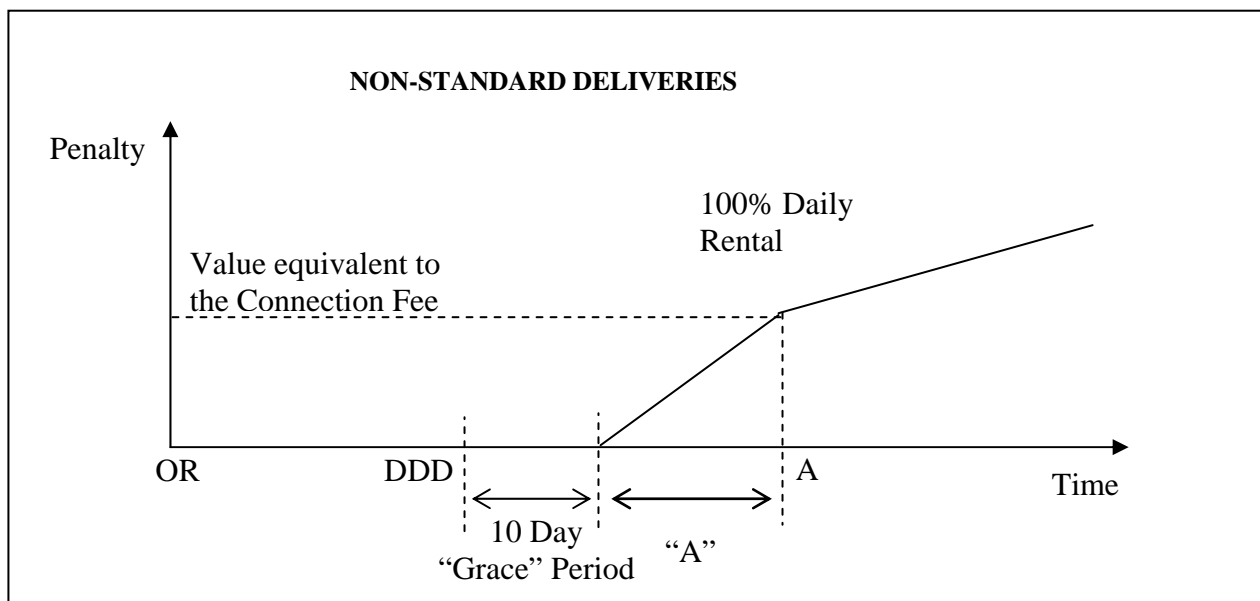 NON-STANDARD DELIVERIES
Penalty
100% Daily
Rental
Value equivalent to
the Connection Fee
OR
DDD
A
Time
10 Day
“Grace” Period
“A”